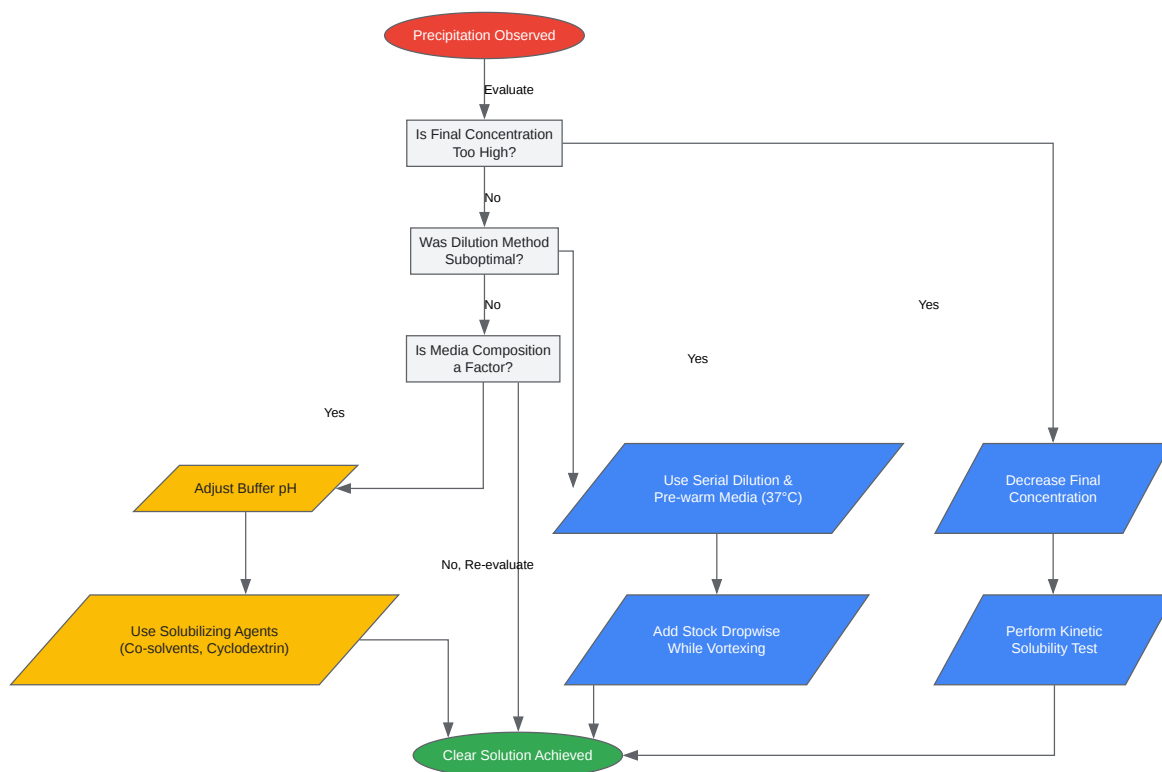 Precipitation Observed
Evaluate
Is Final Concentration
Too High?
No
Was Dilution Method
Suboptimal?
No
Yes
Is Media Composition
a Factor?
Yes
Yes
Adjust Buffer pH
Use Serial Dilution &
Pre-warm Media (37°C)
Decrease Final
Concentration
No, Re-evaluate
Use Solubilizing Agents
(Co-solvents, Cyclodextrin)
Add Stock Dropwise
While Vortexing
Perform Kinetic
Solubility Test
Clear Solution Achieved